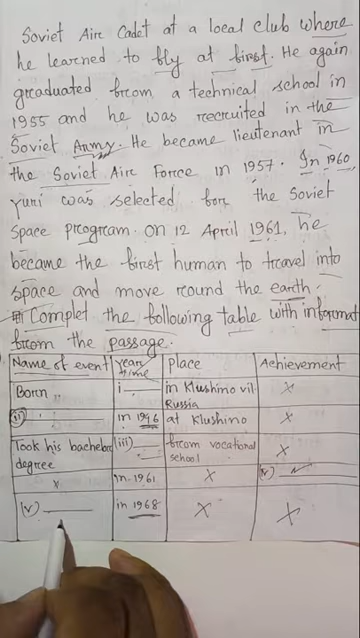 Soviet Air Cadet at a local club where
he learned to fly at first. He again
graduated from a technical school in
1955 and he was recruited in the
Soviet Army. He became lieutenant in
the Soviet Air Force in 1957. In 1960,
Yuri was selected for the Soviet
space program. On 12 April 1961, he
became the first human to travel into
space and move round the earth.
Complet the following table with informat
from the passage.
Name of event year/time Place Achievement
Born i in Klushino vil Russia x
(ii) in 1946 at Klushino x
Took his bachelor degree (iii) from vocational school x
x in 1961 x (iv)
(v) in 1968 x x